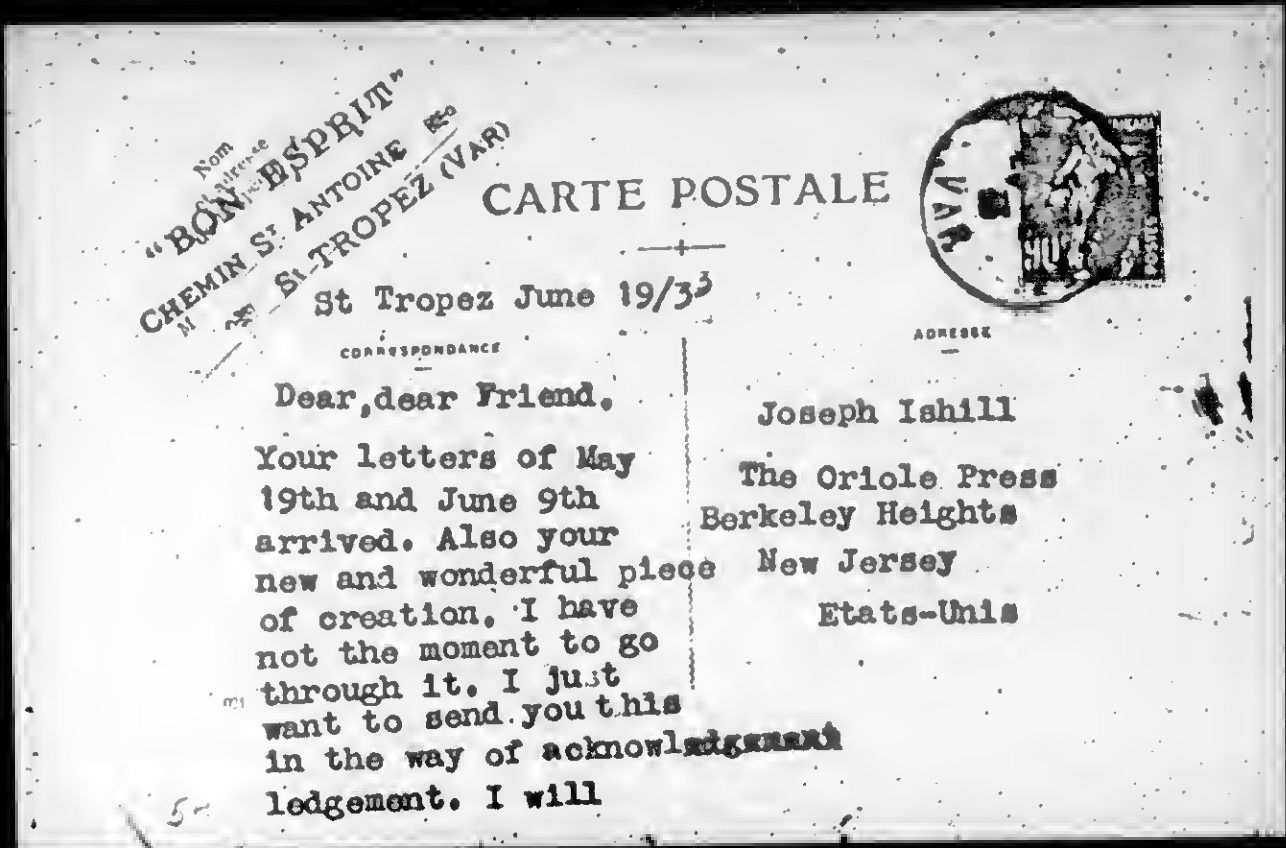 "BON ESPRIT"
CHEMIN ST ANTOINE
ST-TROPEZ (VAR)
Nom
CARTE POSTALE
VAR
90
POSTES
St Tropez June 19/33
CORRESPONDANCE
ADRESSE
Dear,dear Friend.
Your letters of May
19th and June 9th
arrived. Also your
new and wonderful piece
of creation. I have
not the moment to go
through it. I just
want to send you this
in the way of acknow
ledgement. I will
Joseph Ishill
The Oriole Press
Berkeley Heights
New Jersey
Etats-Unis